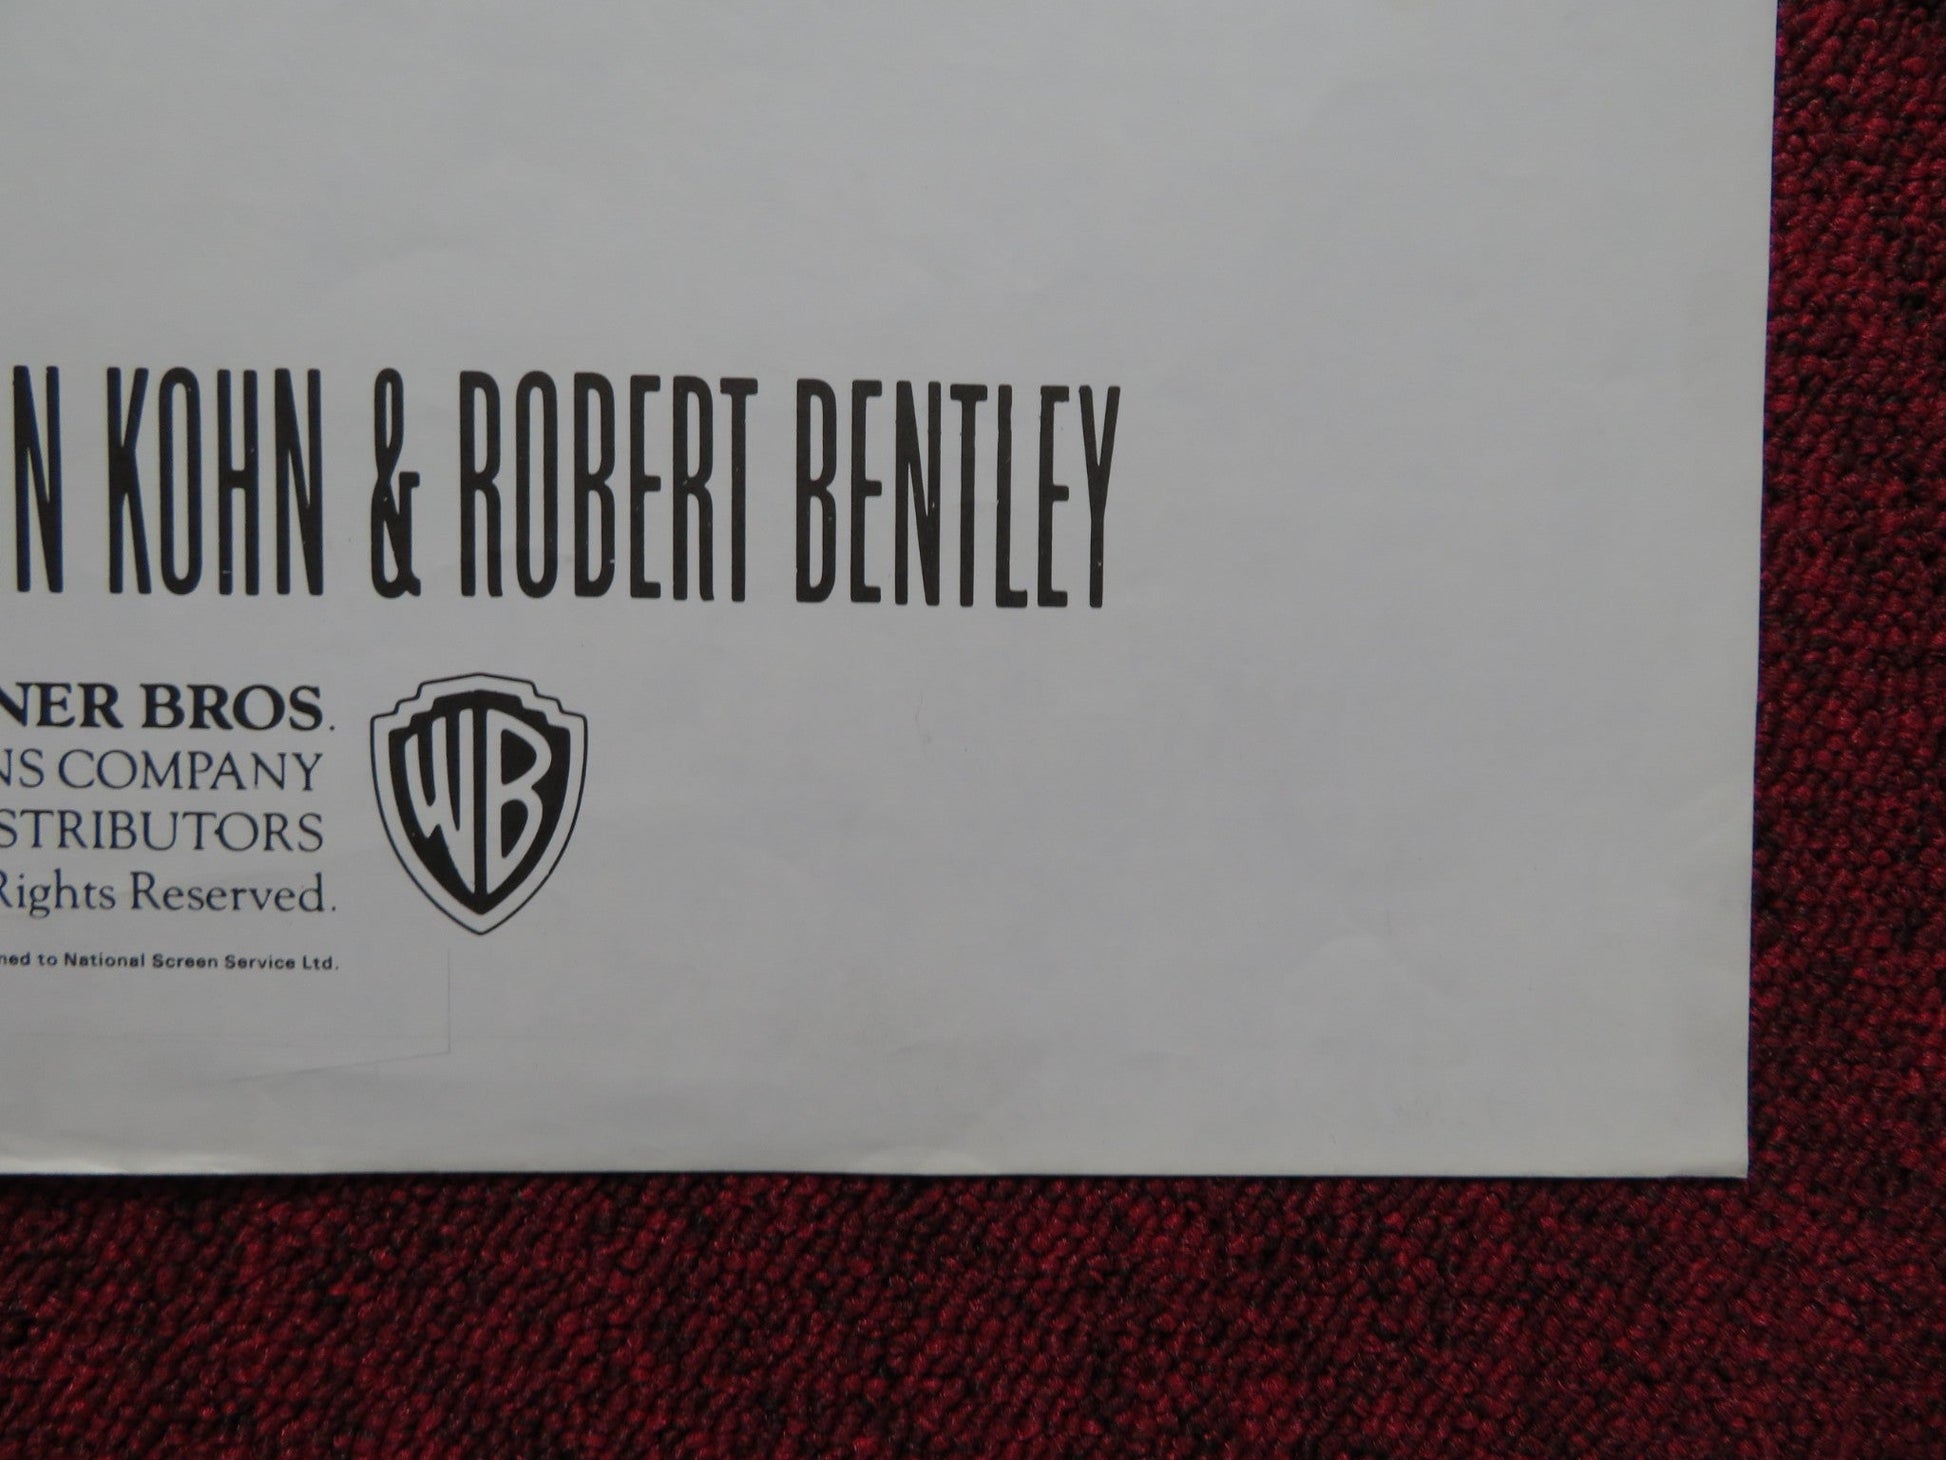 N KOHN & ROBERT BENTLEY
NER BROS.
NS COMPANY
STRIBUTORS
Rights Reserved.
ned to National Screen Service Ltd.
WB